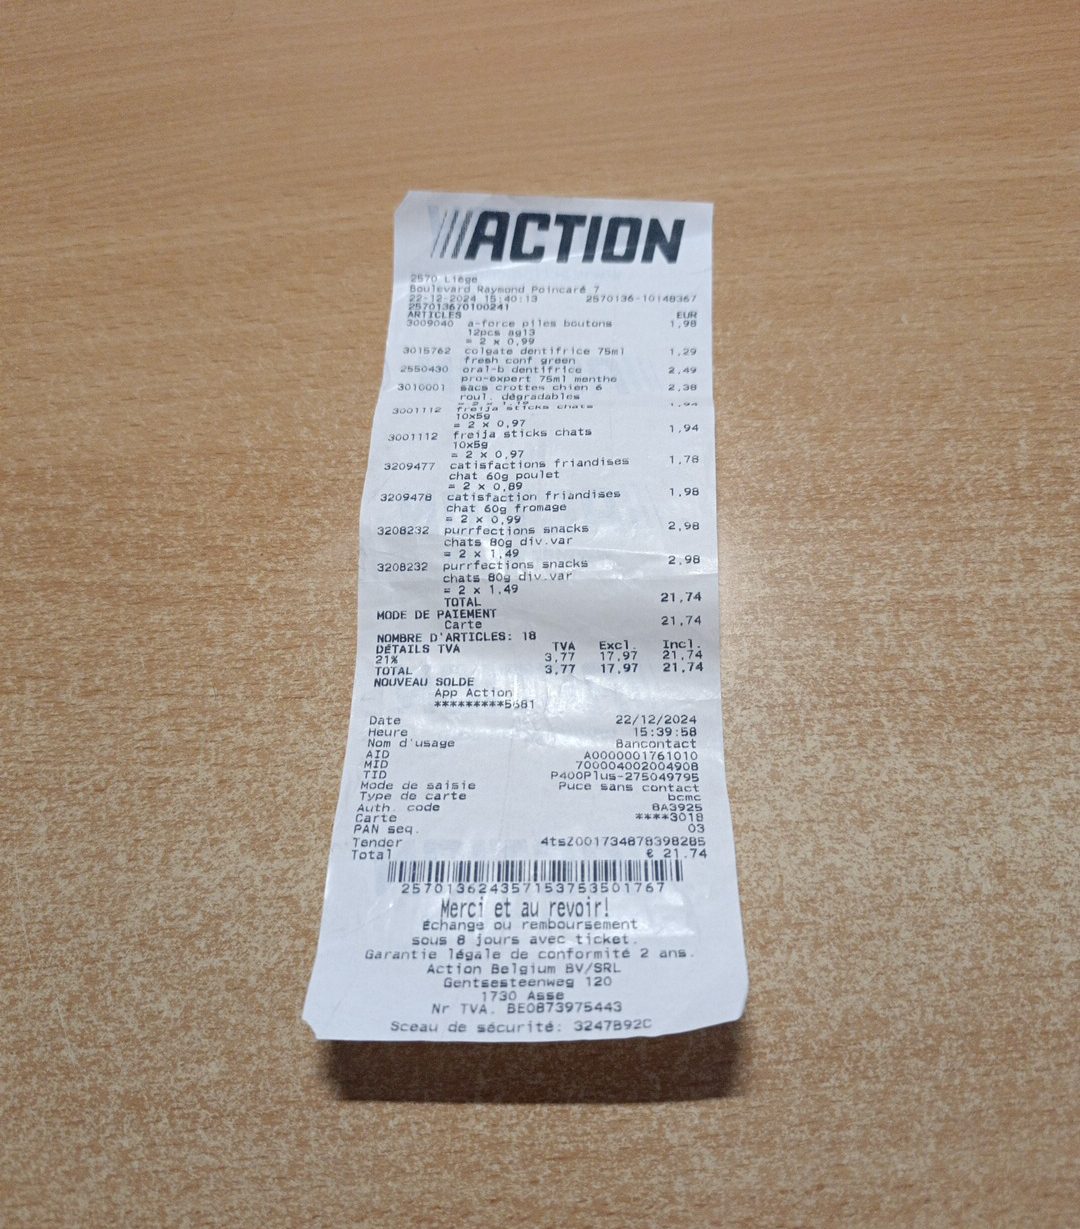 ACTION
2570 Liège
Boulevard Raymond Poincaré 7
22-12-2024 15:40:13 2570136-10148367
257013670100241
ARTICLES EUR
3009040 a-force piles boutons 1,98
12pcs ag13
= 2 x 0,99
3015762 colgate dentifrice 75ml 1,29
fresh conf green
2550430 oral-b dentifrice 2,49
pro-expert 75ml menthe
3010001 sacs crottes chien 6 2,38
roul. dégradables
= 2 x 1,19
3001112 freija sticks chats 1,94
10x5g
= 2 x 0,97
3001112 freija sticks chats 1,94
10x5g
= 2 x 0,97
3209477 catisfactions friandises 1,78
chat 60g poulet
= 2 x 0,89
3209478 catisfaction friandises 1,98
chat 60g fromage
= 2 x 0,99
3208232 purrfections snacks 2,98
chats 80g div.var
= 2 x 1,49
3208232 purrfections snacks 2,98
chats 80g div.var
= 2 x 1,49
TOTAL 21,74
MODE DE PAIEMENT
Carte 21,74
NOMBRE D'ARTICLES: 18
DÉTAILS TVA TVA Excl. Incl.
21% 3,77 17,97 21,74
TOTAL 3,77 17,97 21,74
NOUVEAU SOLDE
App Action
*********5681
Date 22/12/2024
Heure 15:39:58
Nom d'usage Bancontact
AID A0000001761010
MID 700004002004908
TID P400Plus-275049795
Mode de saisie Puce sans contact
Type de carte bcmc
Auth. code 8A3925
Carte ****3018
PAN seq. 03
Tender 4tsZ001734878398285
Total € 21.74
257013624357153753501767
Merci et au revoir!
Échange ou remboursement
sous 8 jours avec ticket.
Garantie légale de conformité 2 ans.
Action Belgium BV/SRL
Gentsesteenweg 120
1730 Asse
Nr TVA. BE0873975443
Sceau de sécurité: 3247B92C